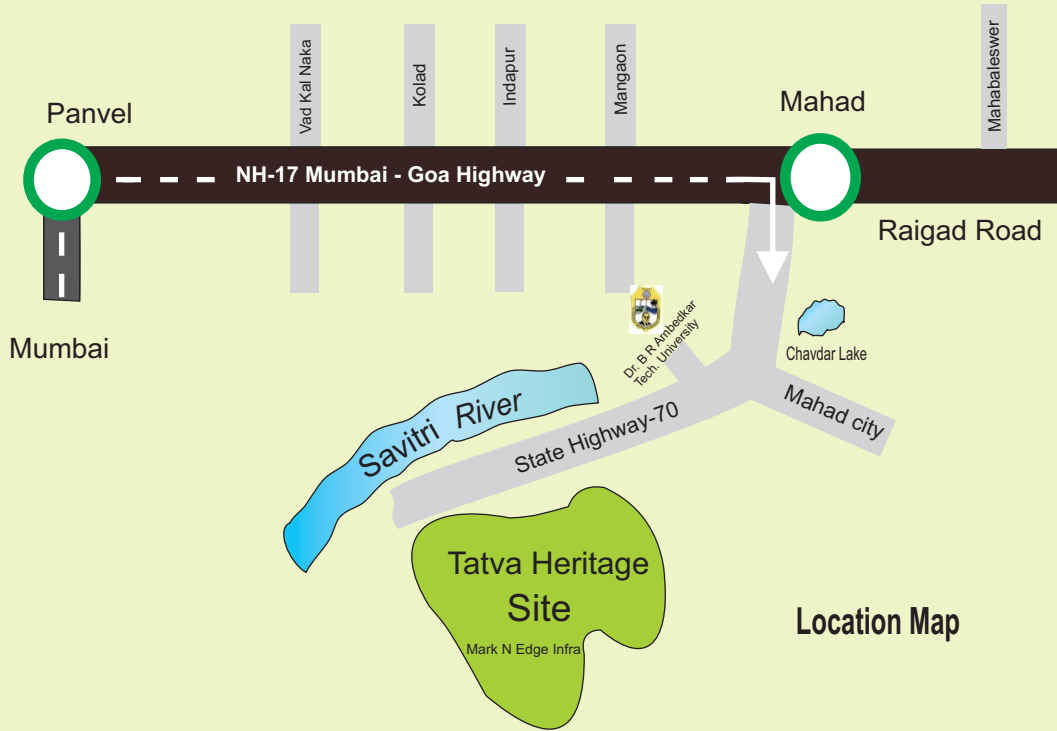 Vad Kal Naka
Kolad
Indapur
Mangaon
Mahabaleswer
Panvel
Mahad
NH-17 Mumbai - Goa Highway
Raigad Road
Mumbai
Dr. B R Ambedkar
Tech. University
Chavdar Lake
Savitri River
State Highway-70
Mahad city
Tatva Heritage
Site
Mark N Edge Infra
Location Map